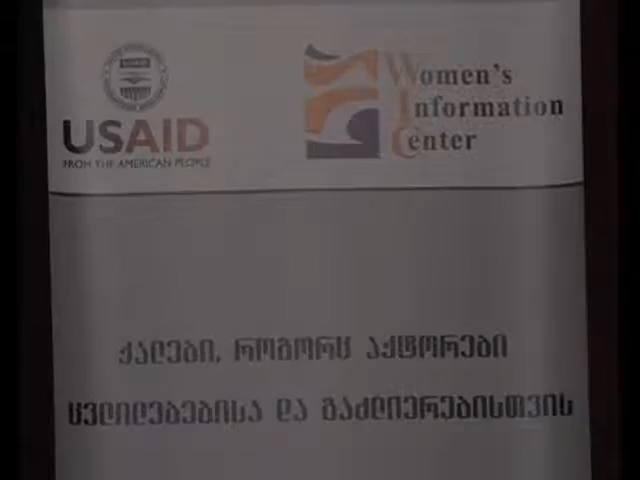 USAID
FROM THE AMERICAN PEOPLE
Women's
Information
Center
ქალები, როგორც აქტორები
ცვლილებებისა და გაძლიერებისთვის